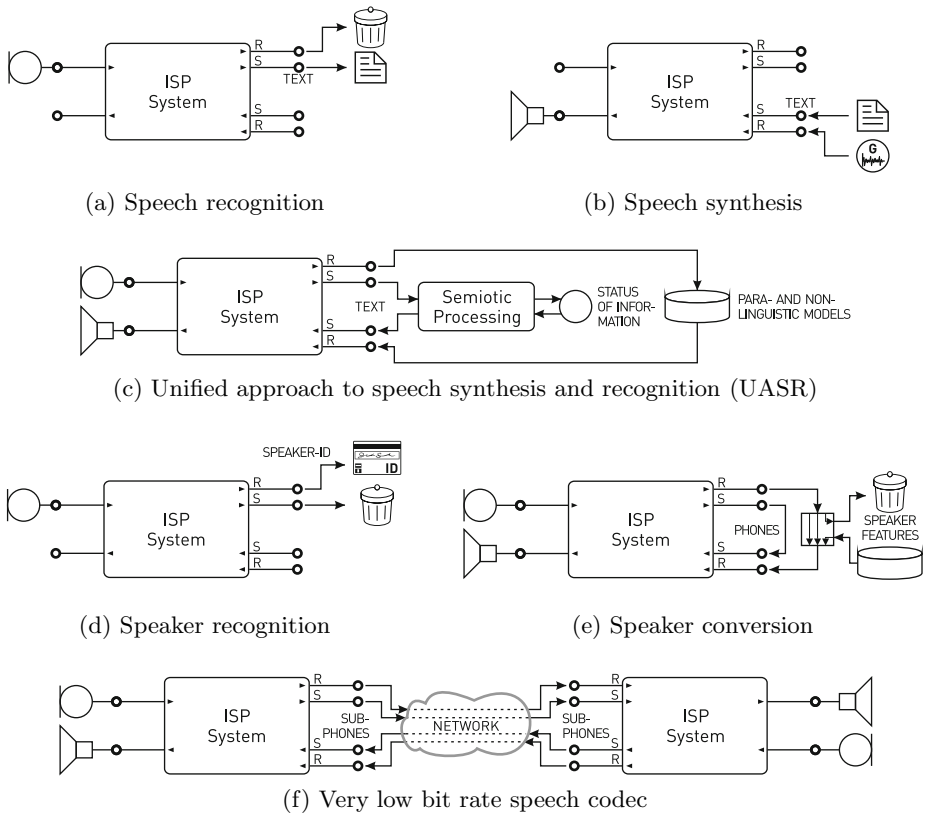 R
S
TEXT
ISP
System
S
R
(a) Speech recognition
R
S
ISP
System
S
TEXT
R
G
(b) Speech synthesis
R
S
ISP
System
TEXT
S
R
Semiotic
Processing
STATUS
OF INFOR-
MATION
PARA- AND NON-
LINGUISTIC MODELS
(c) Unified approach to speech synthesis and recognition (UASR)
SPEAKER-ID
ID
R
S
ISP
System
S
R
(d) Speaker recognition
R
S
ISP
System
PHONES
S
R
SPEAKER
FEATURES
(e) Speaker conversion
R
S
ISP
System
SUB-
PHONES
S
R
NETWORK
R
S
SUB-
PHONES
S
R
ISP
System
(f) Very low bit rate speech codec